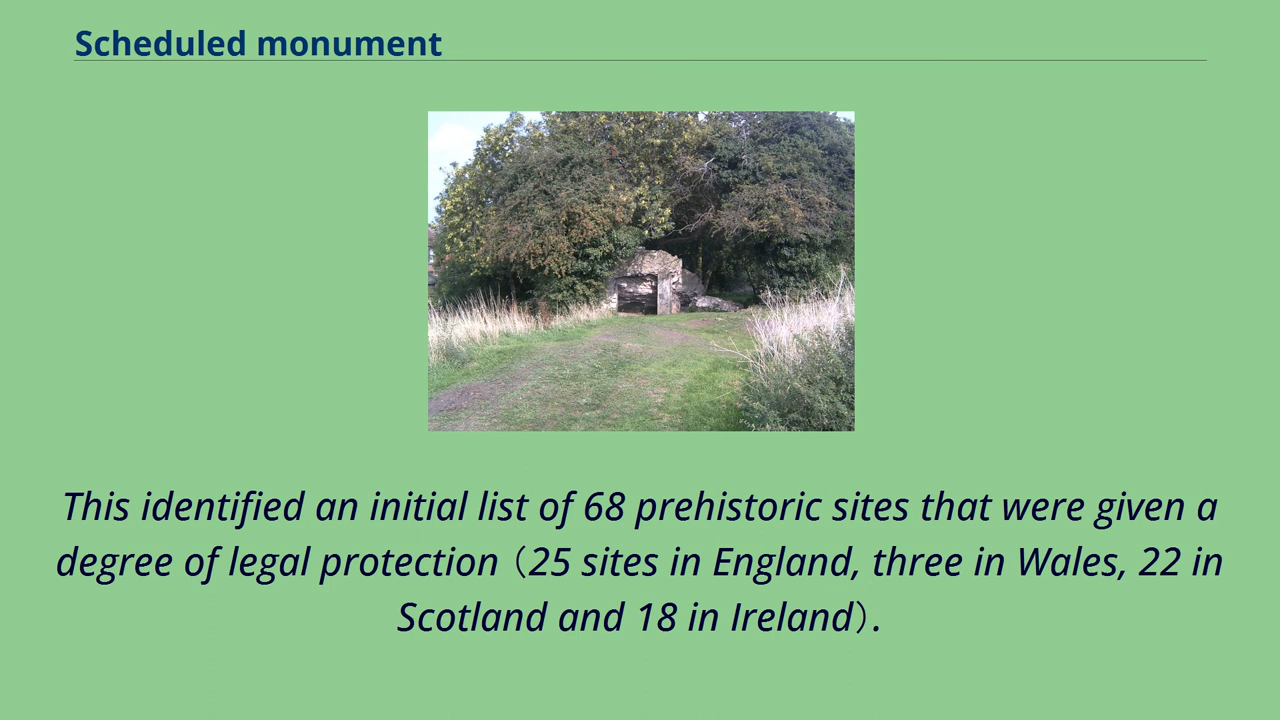 Scheduled monument
This identified an initial list of 68 prehistoric sites that were given a
degree of legal protection（25 sites in England, three in Wales, 22 in
Scotland and 18 in Ireland）.